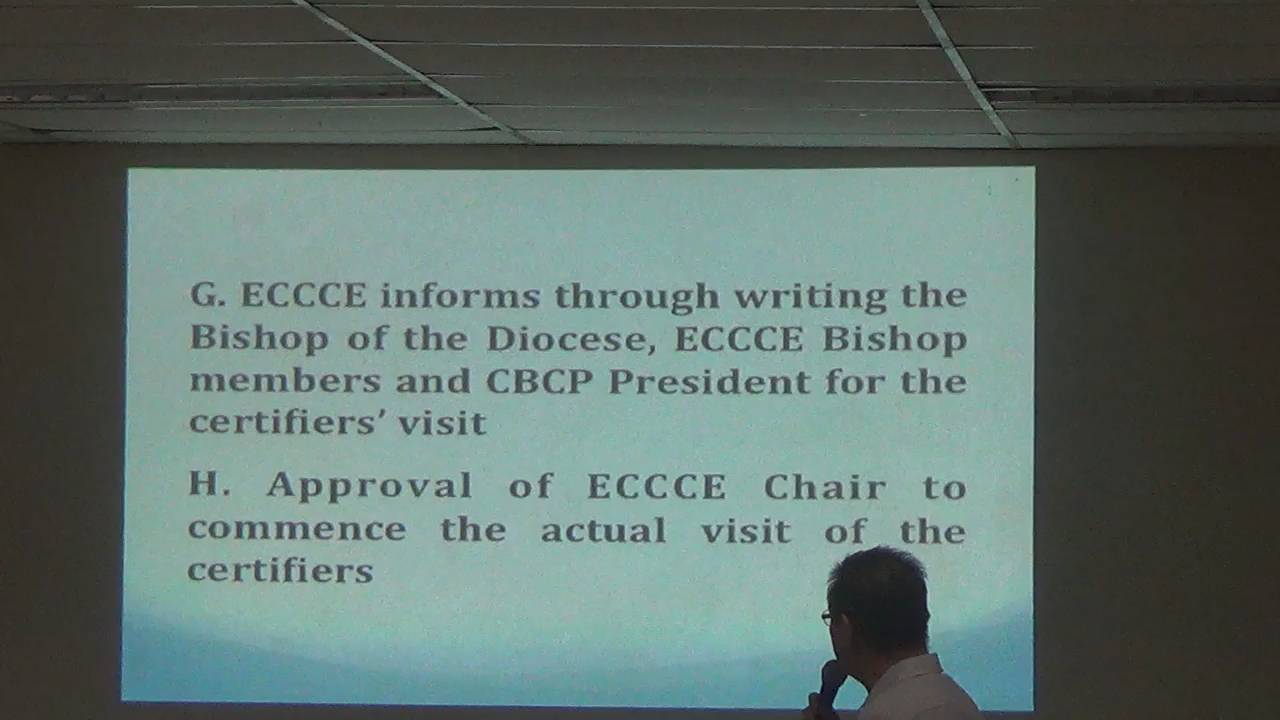 G. ECCCE informs through writing the
Bishop of the Diocese, ECCCE Bishop
members and CBCP President for the
certifiers’ visit
H. Approval of ECCCE Chair to
commence the actual visit of the
certifiers